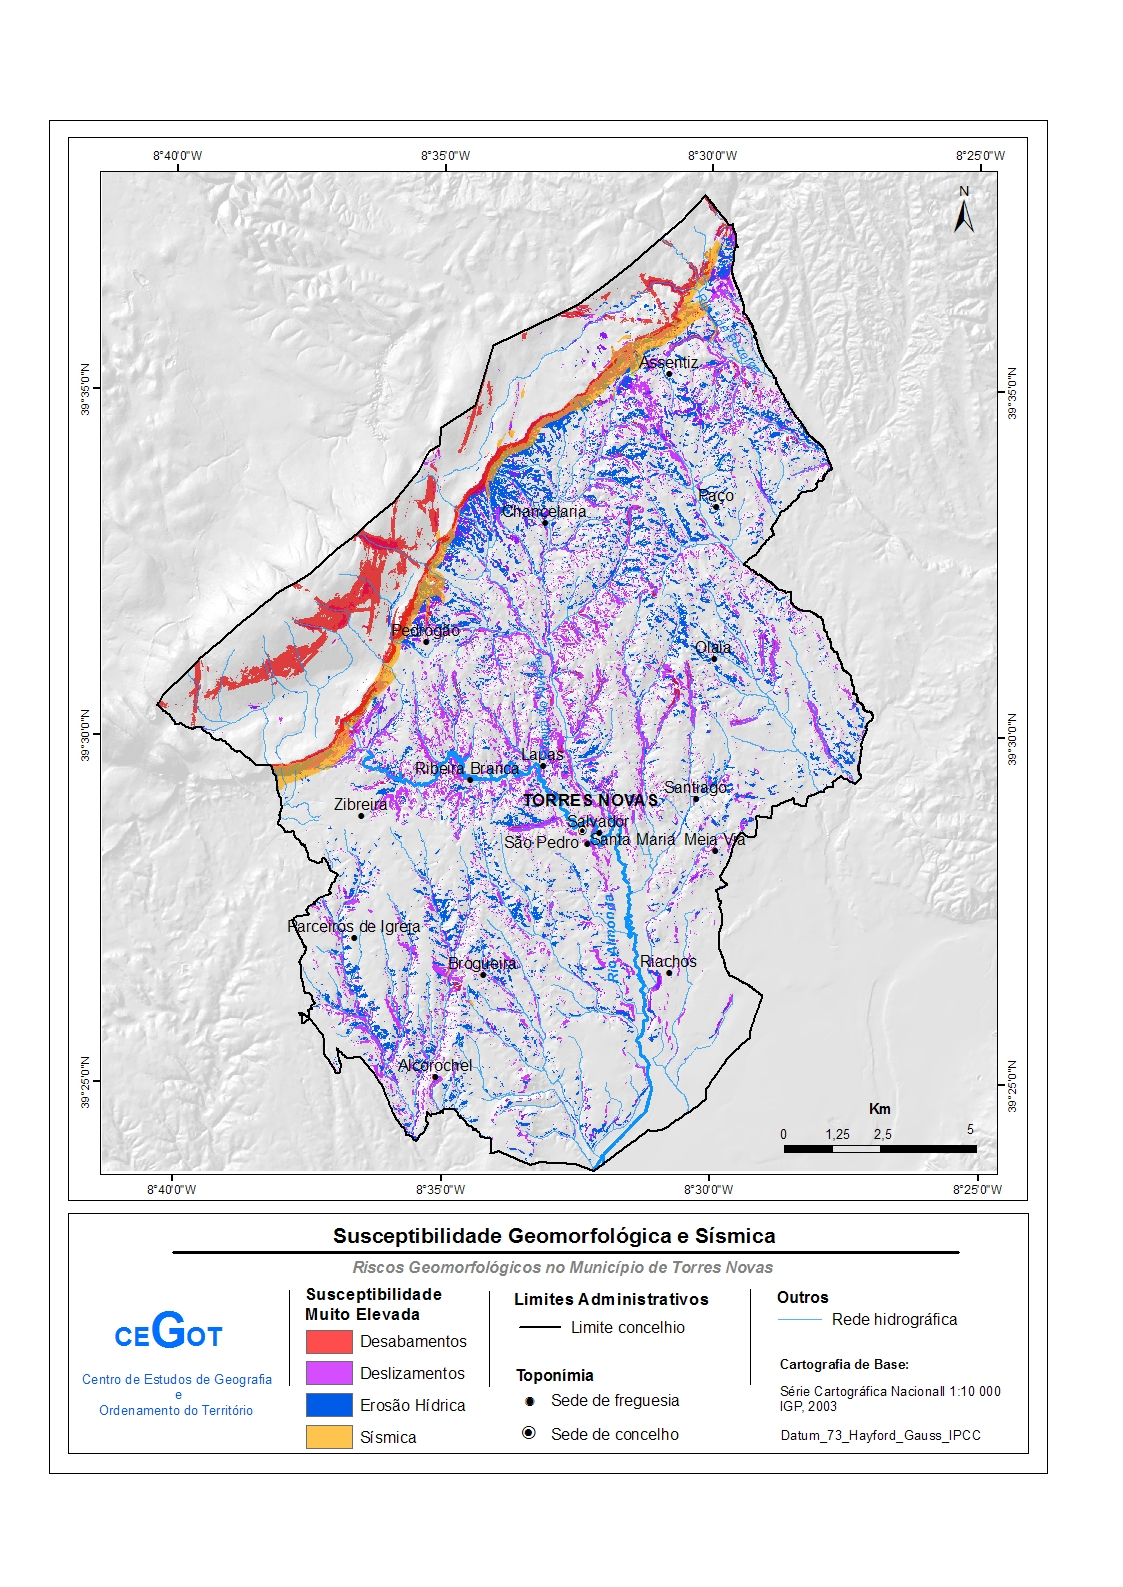 8°40'0"W 8°35'0"W 8°30'0"W 8°25'0"W
N
39°35'0"N
39°35'0"N
Assentiz
Paço
Chancelaria
Pedrogão
Olaia
39°30'0"N
39°30'0"N
Lapas
Ribeira Branca
Santiago
TORRES NOVAS
Zibreira
Salvador
São Pedro Santa Maria Meia Via
Rio Almonda
Parceiros de Igreja
Brogueira
Riachos
Alcorochel
39°25'0"N
39°25'0"N
Km
0 1,25 2,5 5
8°40'0"W 8°35'0"W 8°30'0"W 8°25'0"W
Susceptibilidade Geomorfológica e Sísmica
Riscos Geomorfológicos no Município de Torres Novas
CEGOT
Centro de Estudos de Geografia
e
Ordenamento do Território
Susceptibilidade
Muito Elevada
Desabamentos
Deslizamentos
Erosão Hídrica
Sísmica
Limites Administrativos
Limite concelhio
Toponímia
Sede de freguesia
Sede de concelho
Outros
Rede hidrográfica
Cartografia de Base:
Série Cartográfica Nacionall 1:10 000
IGP, 2003
Datum_73_Hayford_Gauss_IPCC